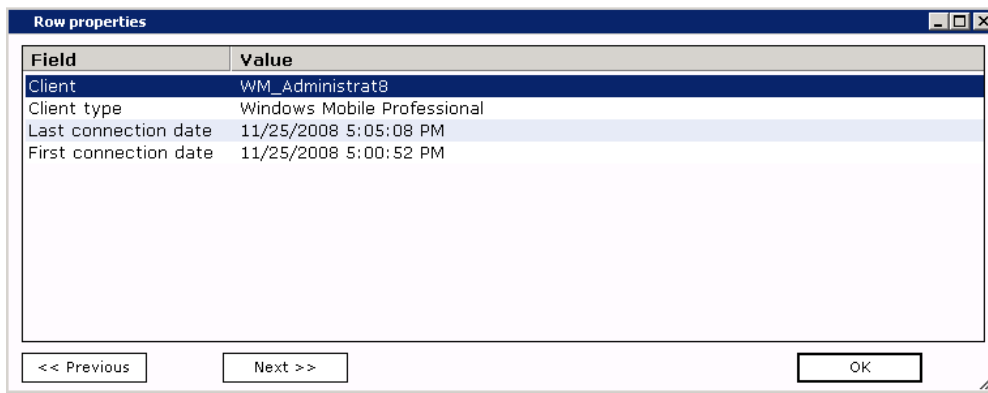 Row properties
Field Value
Client WM_Administrat8
Client type Windows Mobile Professional
Last connection date 11/25/2008 5:05:08 PM
First connection date 11/25/2008 5:00:52 PM
<< Previous Next >> OK